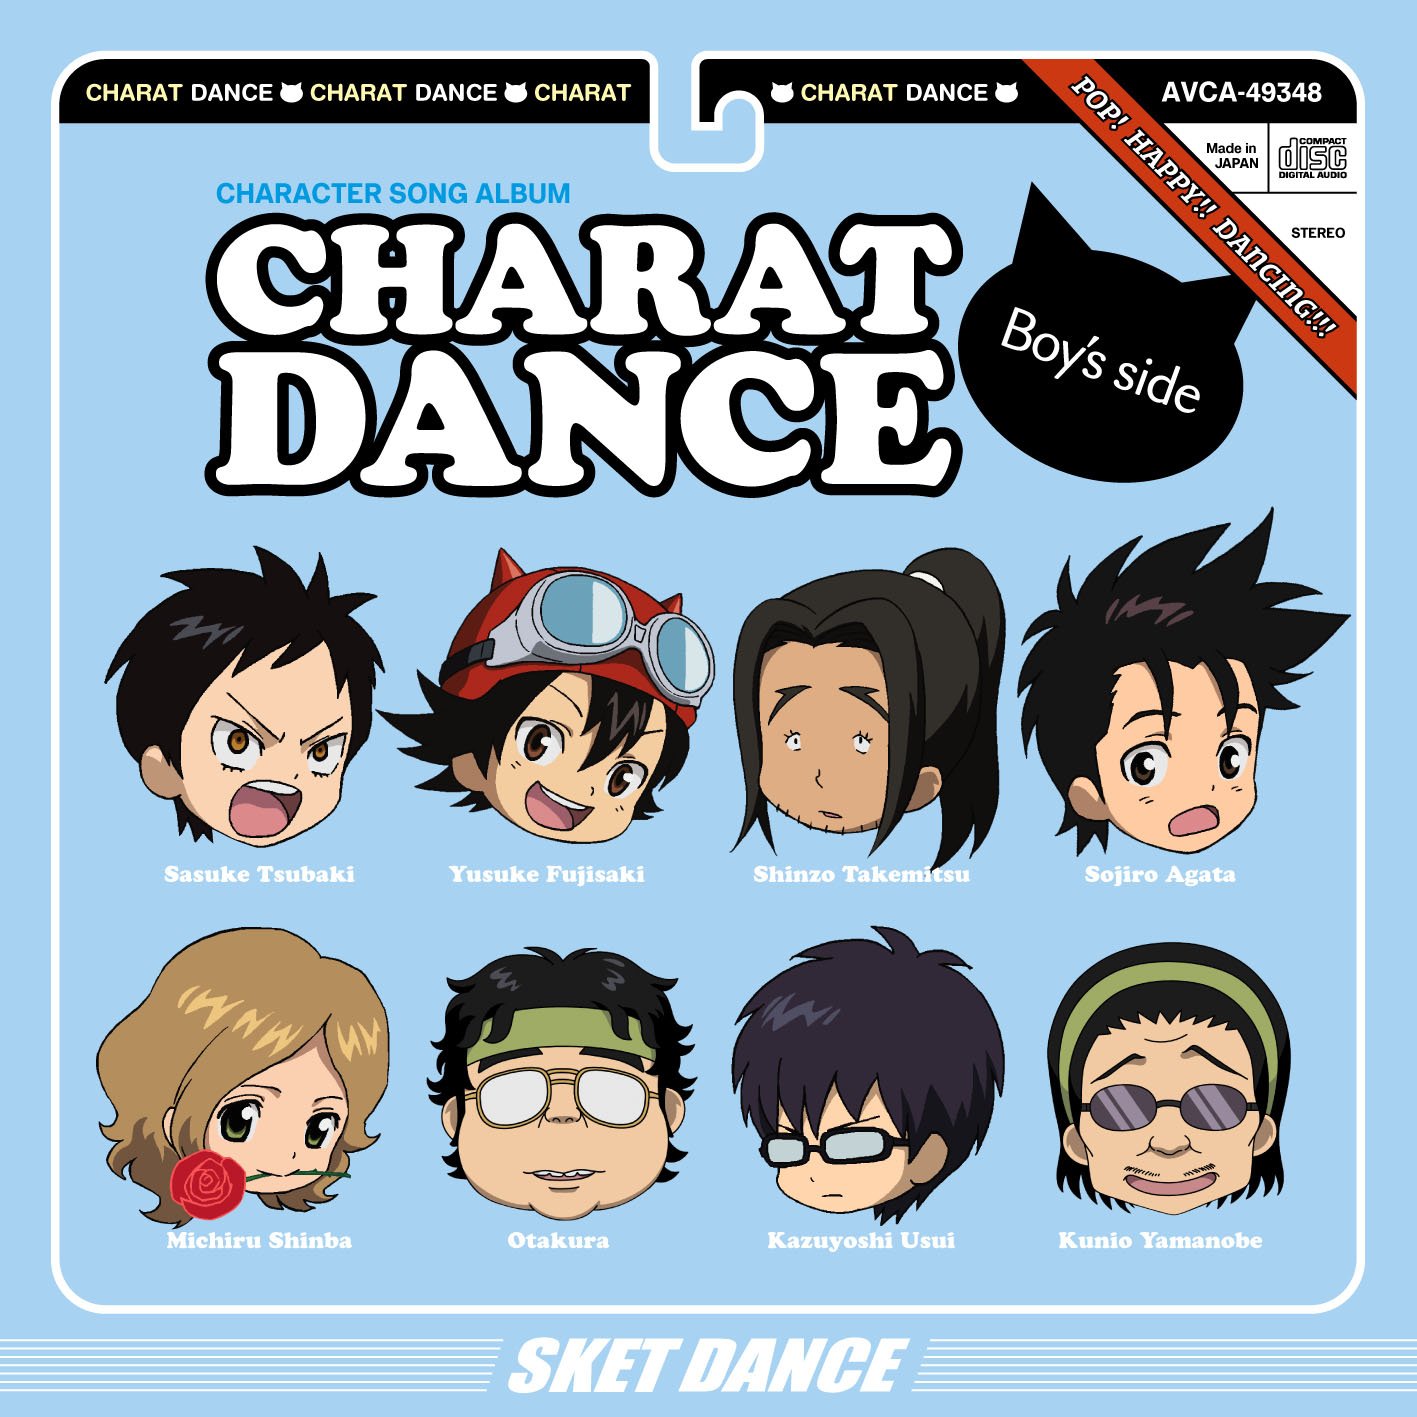 CHARAT DANCE CHARAT DANCE CHARAT
CHARAT DANCE
AVCA-49348
POP! HAPPY!! DANCING!!!
Made in
JAPAN
COMPACT
disc
DIGITAL AUDIO
STEREO
CHARACTER SONG ALBUM
CHARAT
DANCE
Boy's side
Sasuke Tsubaki
Yusuke Fujisaki
Shinzo Takemitsu
Sojiro Agata
Michiru Shinba
Otakura
Kazuyoshi Usui
Kunio Yamanobe
SKET DANCE